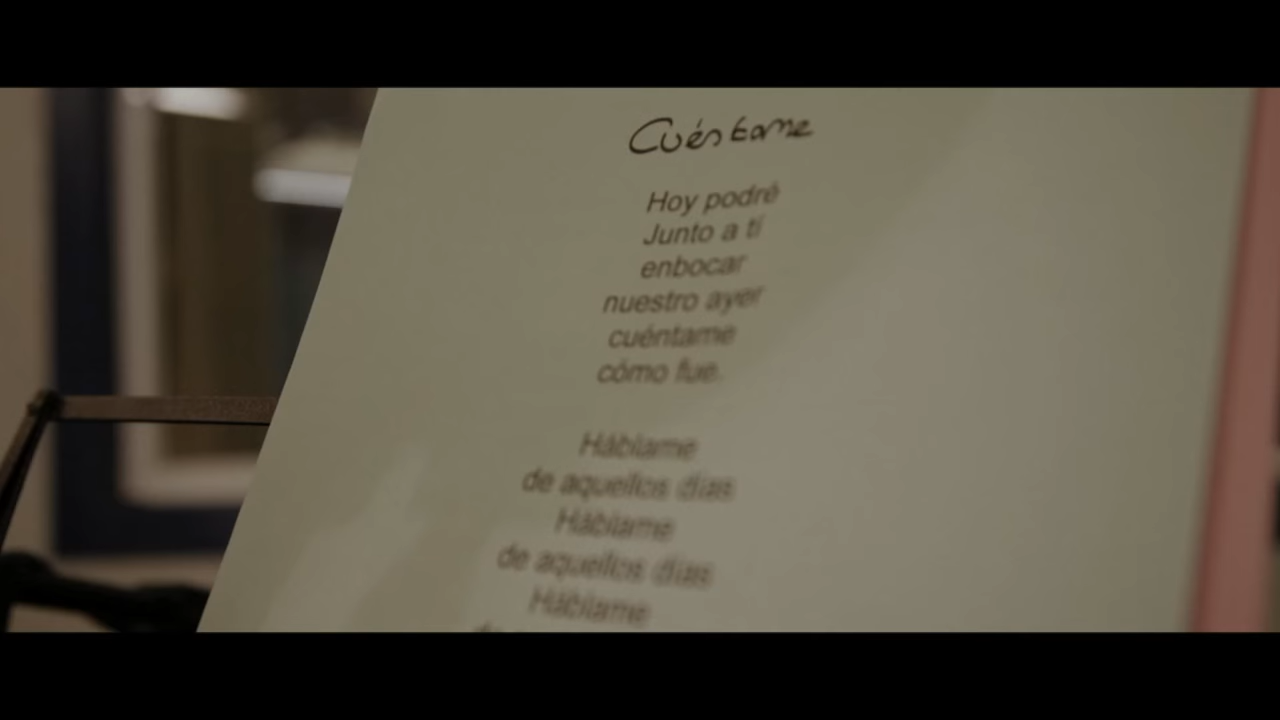 Cuéntame
Hoy podré
Junto a tí
enbocar
nuestro ayer
cuéntame
cómo fue.
Háblame
de aquellos días
Háblame
de aquellos días
Háblame